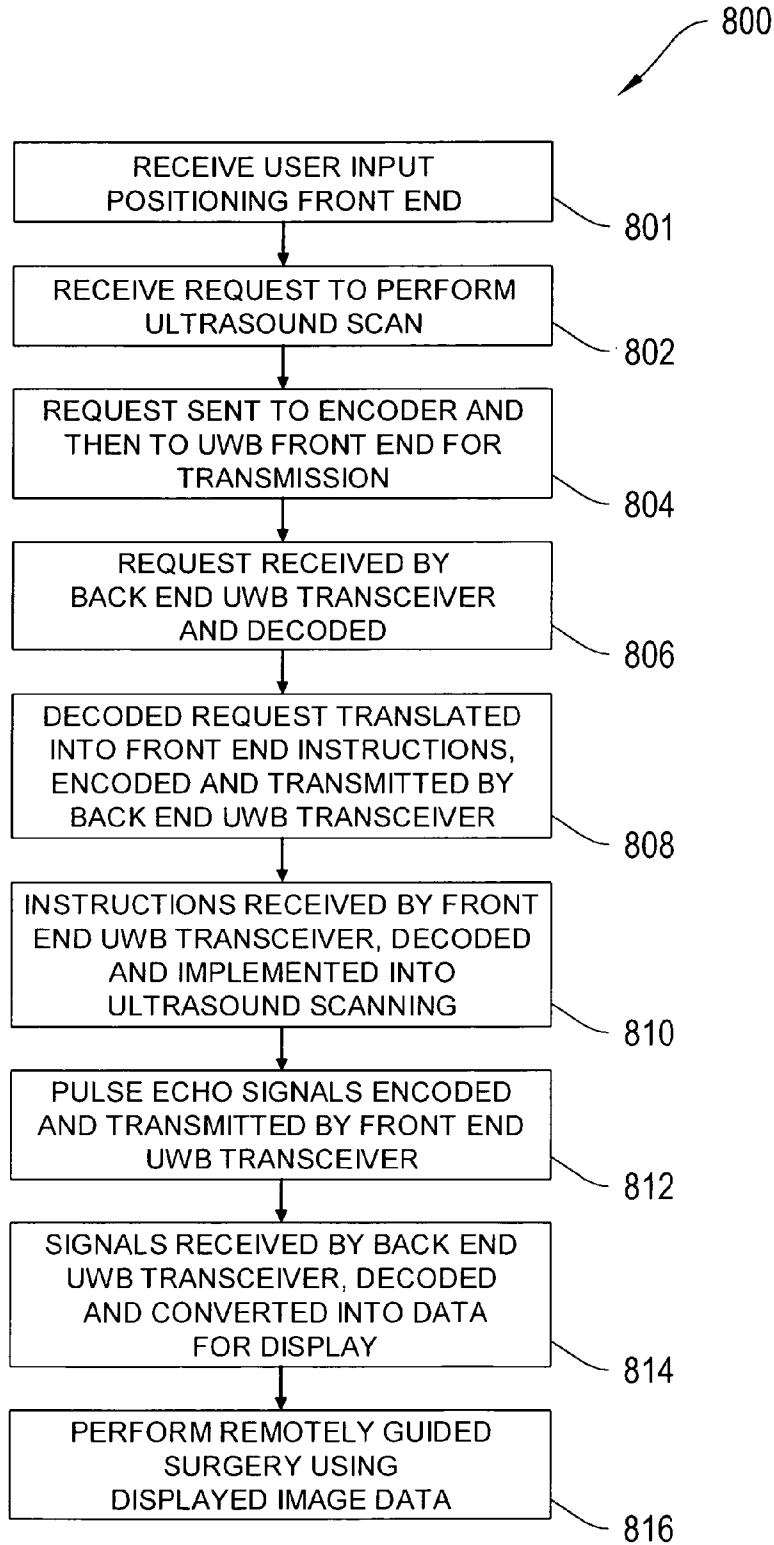 800
RECEIVE USER INPUT
POSITIONING FRONT END
801
RECEIVE REQUEST TO PERFORM
ULTRASOUND SCAN
802
REQUEST SENT TO ENCODER AND
THEN TO UWB FRONT END FOR
TRANSMISSION
804
REQUEST RECEIVED BY
BACK END UWB TRANSCEIVER
AND DECODED
806
DECODED REQUEST TRANSLATED
INTO FRONT END INSTRUCTIONS,
ENCODED AND TRANSMITTED BY
BACK END UWB TRANSCEIVER
808
INSTRUCTIONS RECEIVED BY FRONT
END UWB TRANSCEIVER, DECODED
AND IMPLEMENTED INTO
ULTRASOUND SCANNING
810
PULSE ECHO SIGNALS ENCODED
AND TRANSMITTED BY FRONT END
UWB TRANSCEIVER
812
SIGNALS RECEIVED BY BACK END
UWB TRANSCEIVER, DECODED
AND CONVERTED INTO DATA
FOR DISPLAY
814
PERFORM REMOTELY GUIDED
SURGERY USING
DISPLAYED IMAGE DATA
816